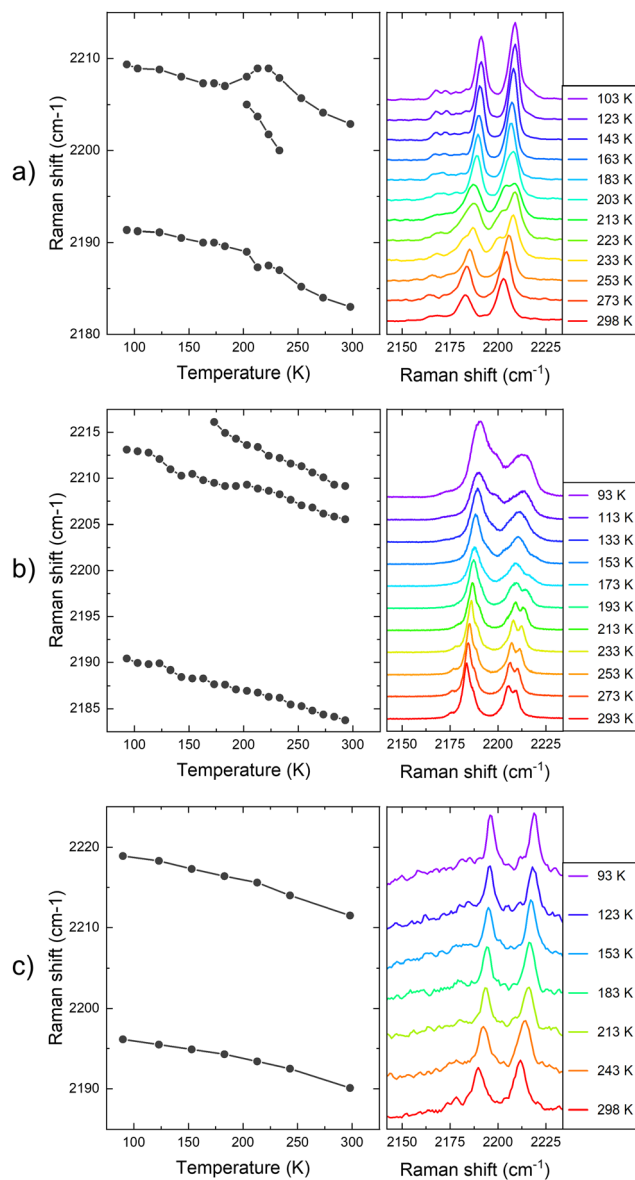 a)
Raman shift (cm-1)
2210
2200
2190
2180
100 150 200 250 300
Temperature (K)
2150 2175 2200 2225
Raman shift (cm⁻¹)
103 K
123 K
143 K
163 K
183 K
203 K
213 K
223 K
233 K
253 K
273 K
298 K
b)
Raman shift (cm-1)
2215
2210
2205
2200
2195
2190
2185
100 150 200 250 300
Temperature (K)
2150 2175 2200 2225
Raman shift (cm⁻¹)
93 K
113 K
133 K
153 K
173 K
193 K
213 K
233 K
253 K
273 K
293 K
c)
Raman shift (cm-1)
2220
2210
2200
2190
100 150 200 250 300
Temperature (K)
2150 2175 2200 2225
Raman shift (cm⁻¹)
93 K
123 K
153 K
183 K
213 K
243 K
298 K